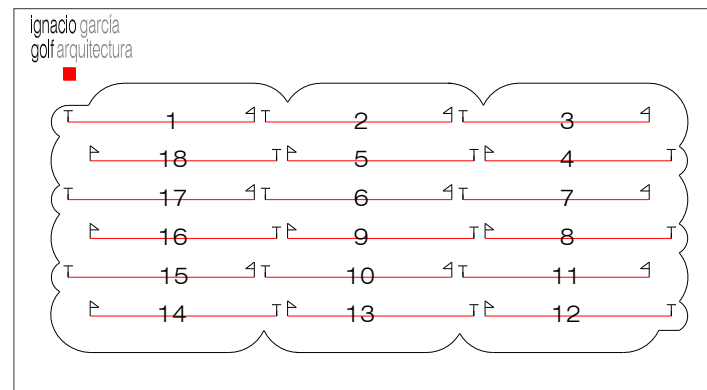 ignacio garcía
golf arquitectura
T 1 T 2 T 3
18 T 5 T 4 T
T 17 T 6 T 7
16 T 9 T 8 T
T 15 T 10 T 11
14 T 13 T 12 T